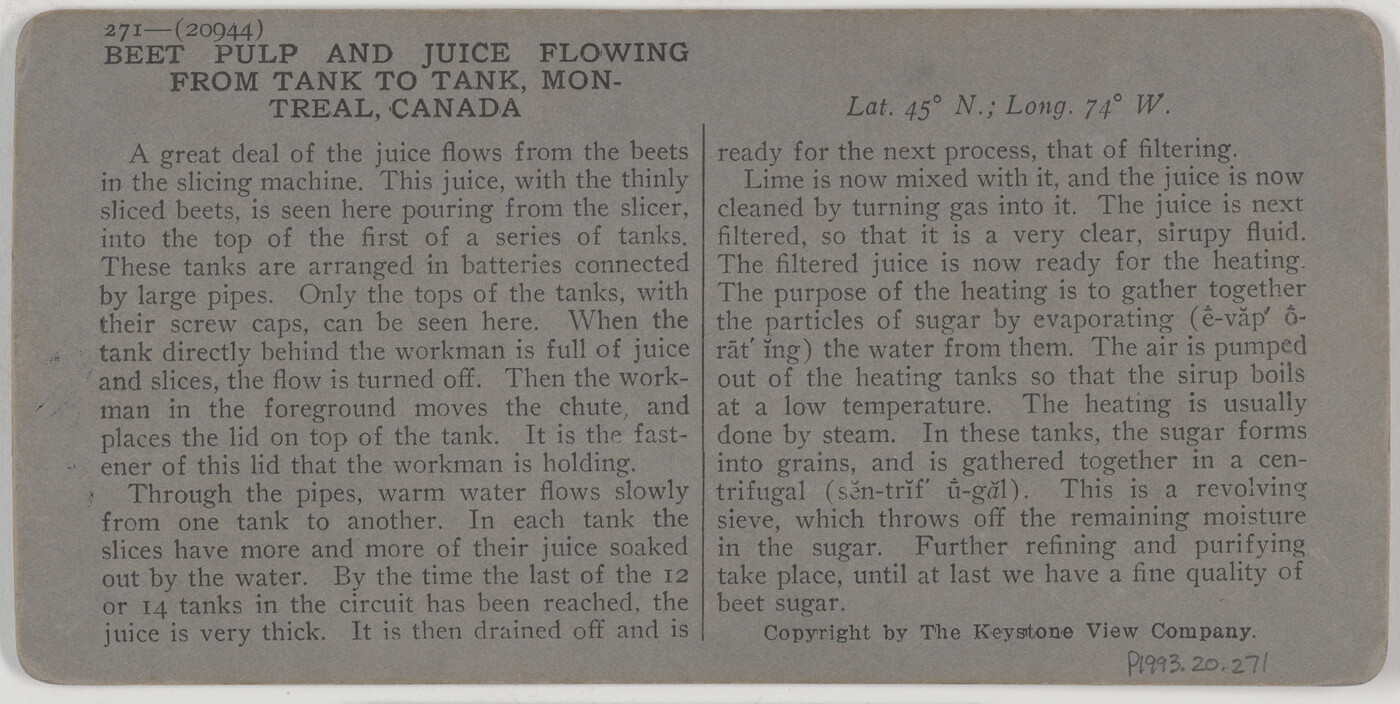 271—(20944)
BEET PULP AND JUICE FLOWING
FROM TANK TO TANK, MON-
TREAL, CANADA
A great deal of the juice flows from the beets
in the slicing machine. This juice, with the thinly
sliced beets, is seen here pouring from the slicer,
into the top of the first of a series of tanks.
These tanks are arranged in batteries connected
by large pipes. Only the tops of the tanks, with
their screw caps, can be seen here. When the
tank directly behind the workman is full of juice
and slices, the flow is turned off. Then the work-
man in the foreground moves the chute, and
places the lid on top of the tank. It is the fast-
ener of this lid that the workman is holding.
Through the pipes, warm water flows slowly
from one tank to another. In each tank the
slices have more and more of their juice soaked
out by the water. By the time the last of the 12
or 14 tanks in the circuit has been reached, the
juice is very thick. It is then drained off and is
Lat. 45° N.; Long. 74° W.
ready for the next process, that of filtering.
Lime is now mixed with it, and the juice is now
cleaned by turning gas into it. The juice is next
filtered, so that it is a very clear, sirupy fluid.
The filtered juice is now ready for the heating.
The purpose of the heating is to gather together
the particles of sugar by evaporating (ē̍-văp′ ō̍-
rāt′ ĭng) the water from them. The air is pumped
out of the heating tanks so that the sirup boils
at a low temperature. The heating is usually
done by steam. In these tanks, the sugar forms
into grains, and is gathered together in a cen-
trifugal (sĕn-trĭf′ ū̍-găl). This is a revolving
sieve, which throws off the remaining moisture
in the sugar. Further refining and purifying
take place, until at last we have a fine quality of
beet sugar.
Copyright by The Keystone View Company.
P1993.20.271